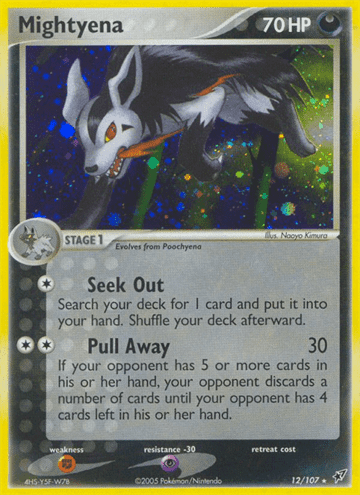 Mightyena 70 HP
Illus. Naoyo Kimura
STAGE 1
Evolves from Poochyena
Seek Out
Search your deck for 1 card and put it into
your hand. Shuffle your deck afterward.
Pull Away 30
If your opponent has 5 or more cards in
his or her hand, your opponent discards a
number of cards until your opponent has 4
cards left in his or her hand.
weakness resistance -30 retreat cost
4HS-Y5F-W7B ©2005 Pokémon/Nintendo 12/107 ★